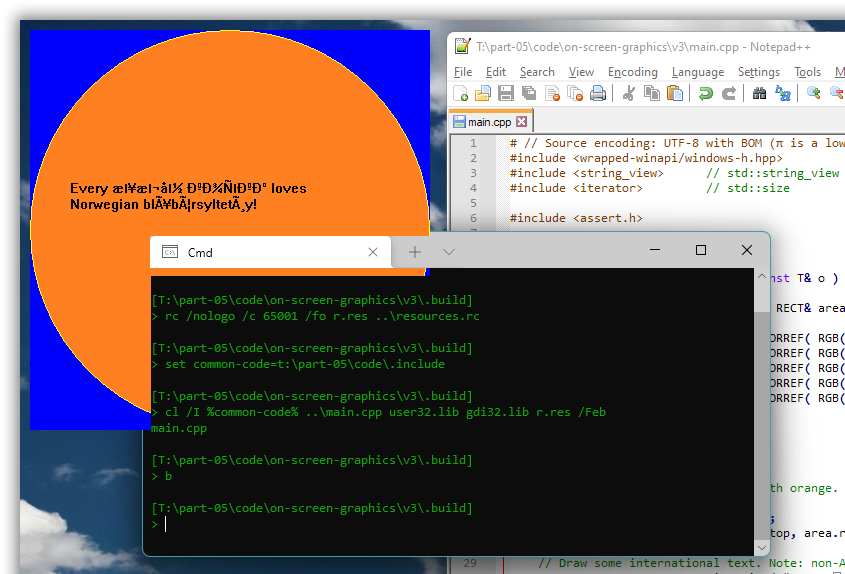 T:\part-05\code\on-screen-graphics\v3\main.cpp - Notepad++
File Edit Search View Encoding Language Settings Tools
main.cpp
1 # // Source encoding: UTF-8 with BOM (π is a low
2 #include <wrapped-winapi/windows-h.hpp>
3 #include <string_view> // std::string_view
4 #include <iterator> // std::size
5
6 #include <assert.h>
Every loves
Norwegian blÃ¥bÃ¦rsyltetÃ¸y!
Cmd
nst T& o )
RECT& area
ORREF( RGB(
ORREF( RGB(
ORREF( RGB(
ORREF( RGB(
ORREF( RGB(
th orange.
top, area.r
29 // Draw some international text. Note: non-A
[T:\part-05\code\on-screen-graphics\v3\.build]
> rc /nologo /c 65001 /fo r.res ..\resources.rc
[T:\part-05\code\on-screen-graphics\v3\.build]
> set common-code=t:\part-05\code\.include
[T:\part-05\code\on-screen-graphics\v3\.build]
> cl /I %common-code% ..\main.cpp user32.lib gdi32.lib r.res /Feb
main.cpp
[T:\part-05\code\on-screen-graphics\v3\.build]
> b
[T:\part-05\code\on-screen-graphics\v3\.build]
>